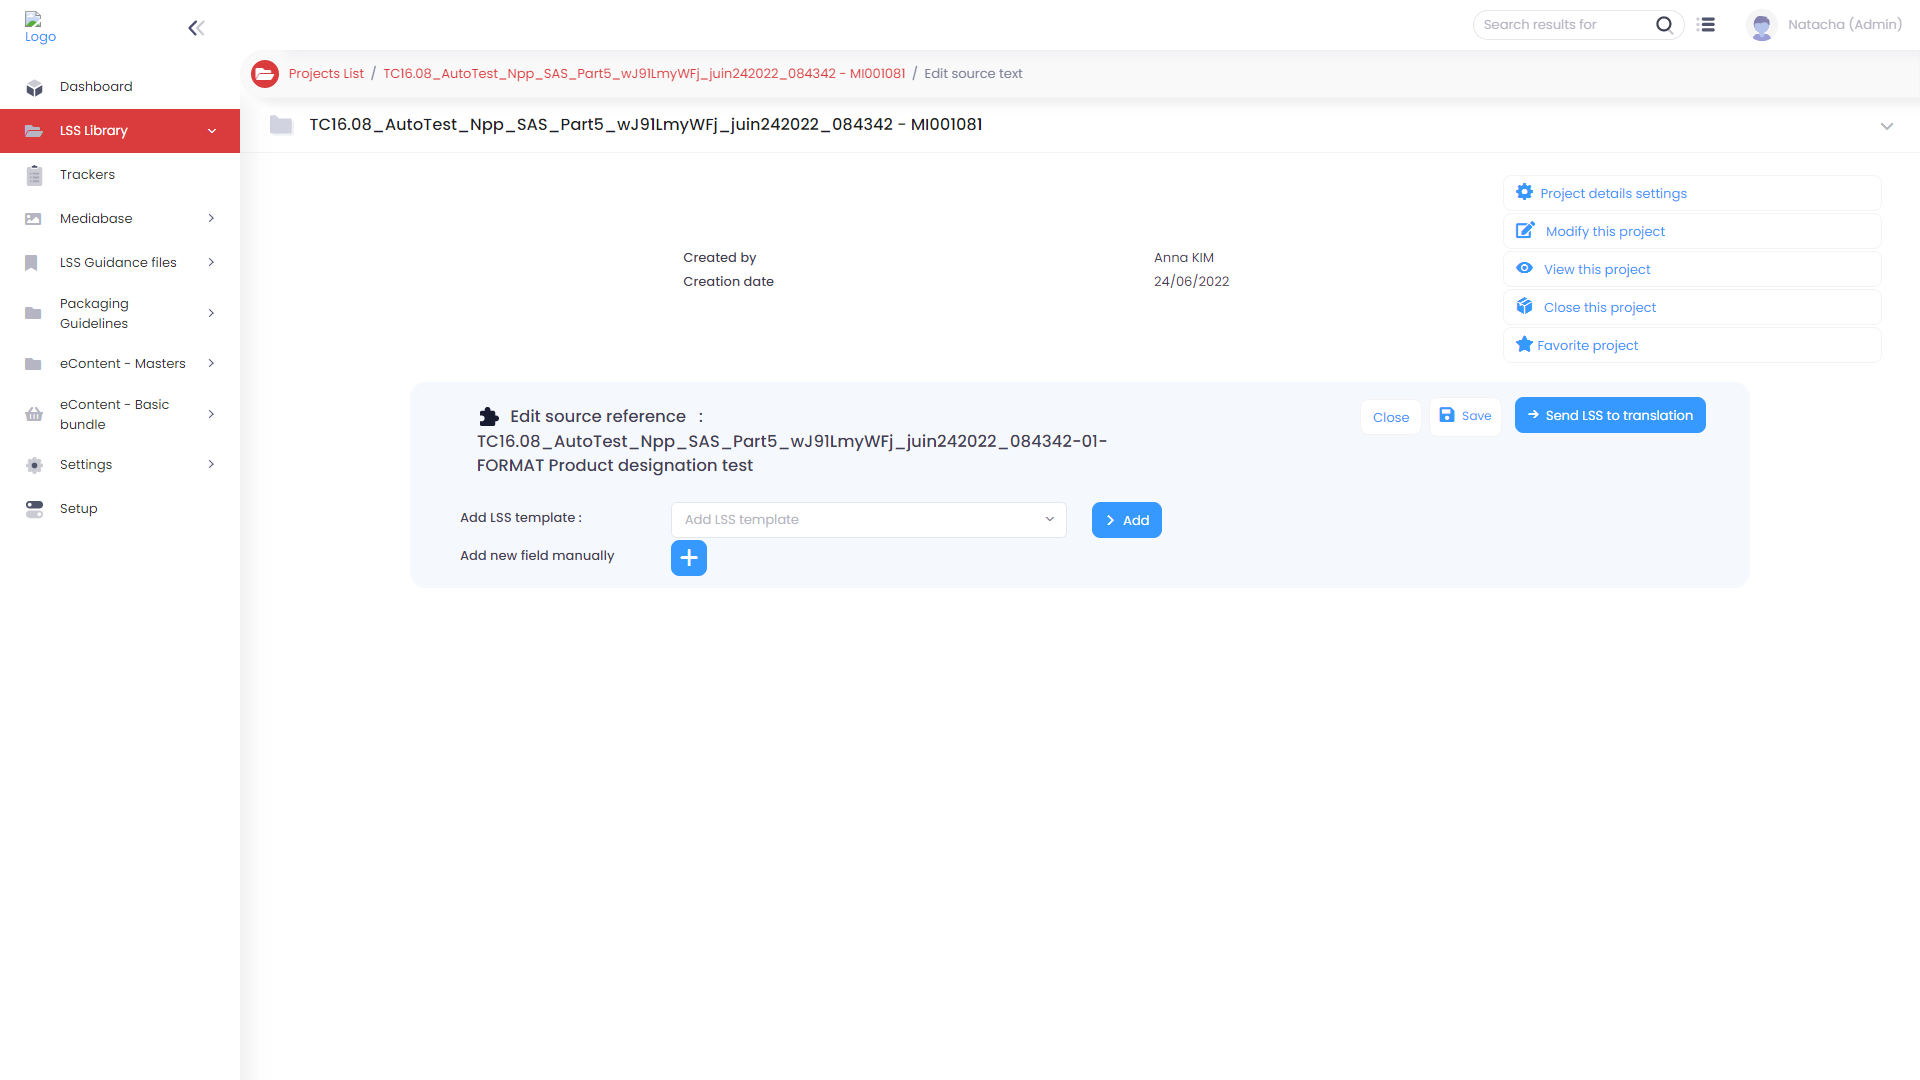 Logo
Search results for
Natacha (Admin)
Dashboard
LSS Library
Trackers
Mediabase
LSS Guidance files
Packaging
Guidelines
eContent - Masters
eContent - Basic
bundle
Settings
Setup
Projects List / TC16.08_AutoTest_Npp_SAS_Part5_wJ91LmyWFj_juin242022_084342 - MI001081 / Edit source text
TC16.08_AutoTest_Npp_SAS_Part5_wJ91LmyWFj_juin242022_084342 - MI001081
Created by Anna KIM
Creation date 24/06/2022
Project details settings
Modify this project
View this project
Close this project
Favorite project
Edit source reference :
TC16.08_AutoTest_Npp_SAS_Part5_wJ91LmyWFj_juin242022_084342-01-
FORMAT Product designation test
Close Save Send LSS to translation
Add LSS template : Add LSS template Add
Add new field manually